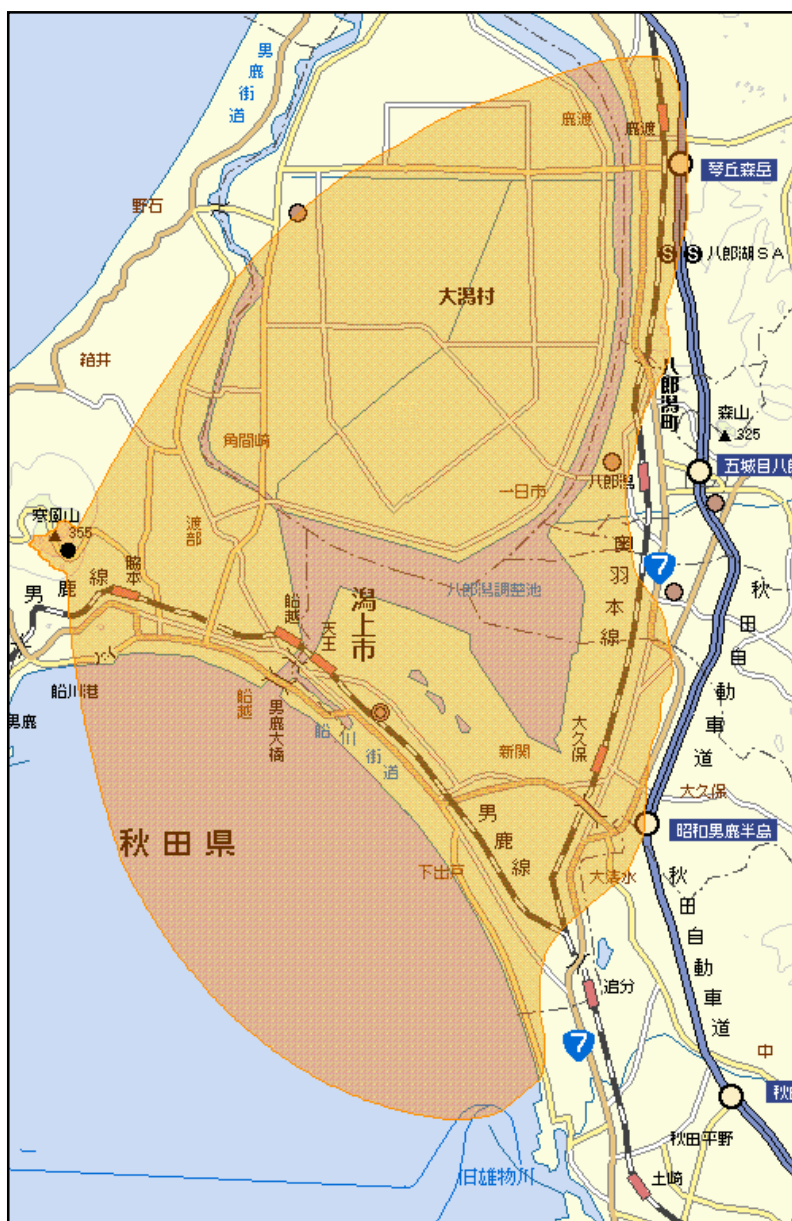 男鹿街道
鹿渡
鹿渡
琴丘森岳
野石
S
S
八郎湖SA
大潟村
箱井
八郎潟町
森山
325
角間崎
五城目八郎
八郎潟
一日市
寒風山
355
渡部
脇本
男鹿線
奥羽本線
7
八郎潟調整池
船越
天王
潟上市
秋田自動車道
船川港
男鹿
船越
男鹿大橋
船川街道
新関
大久保
大久保
昭和男鹿半島
秋田県
男鹿線
下出戸
大清水
秋田自動車道
追分
7
中
秋田
秋田平野
旧雄物川
土崎